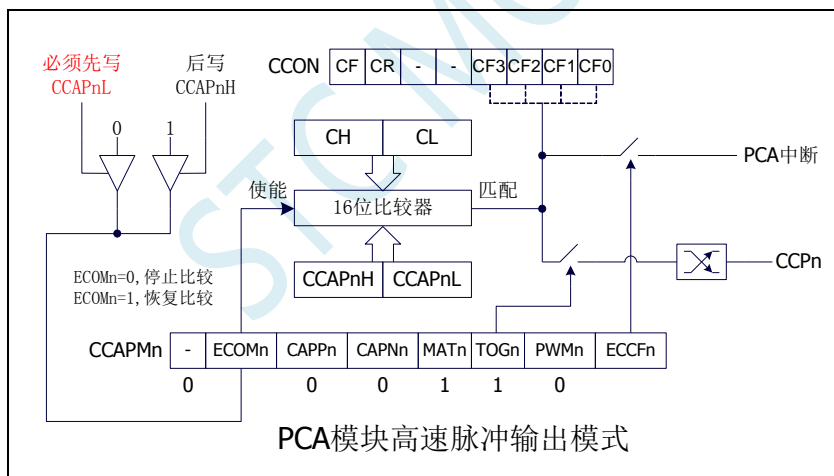 必须先写
CCAPnL
后写
CCAPnH
0
1
CCON CF CR - - CF3 CF2 CF1 CF0
CH CL
使能
16位比较器
匹配
PCA中断
CCPn
CCAPnH CCAPnL
ECOMn=0,停止比较
ECOMn=1,恢复比较
CCAPMn - ECOMn CAPPn CAPNn MATn TOGn PWMn ECCFn
0 0 0 1 1 0
PCA模块高速脉冲输出模式